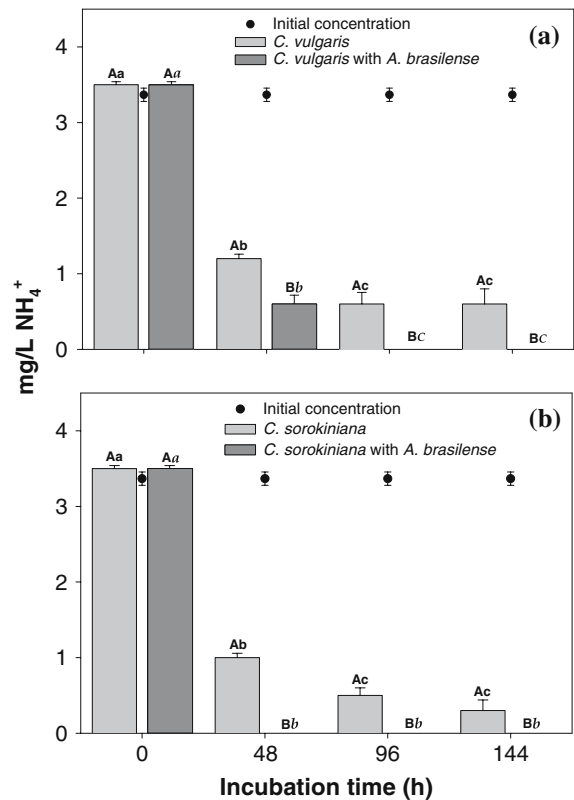 Initial concentration
(a)
C. vulgaris
C. vulgaris with A. brasilense
4
3
2
1
0
Aa Aa
Ab
Bb
Ac
Bc
Ac
Bc
mg/L NH₄⁺
Initial concentration
(b)
C. sorokiniana
C. sorokiniana with A. brasilense
4
3
2
1
0
Aa Aa
Ab
Bb
Ac
Bb
Ac
Bb
0 48 96 144
Incubation time (h)